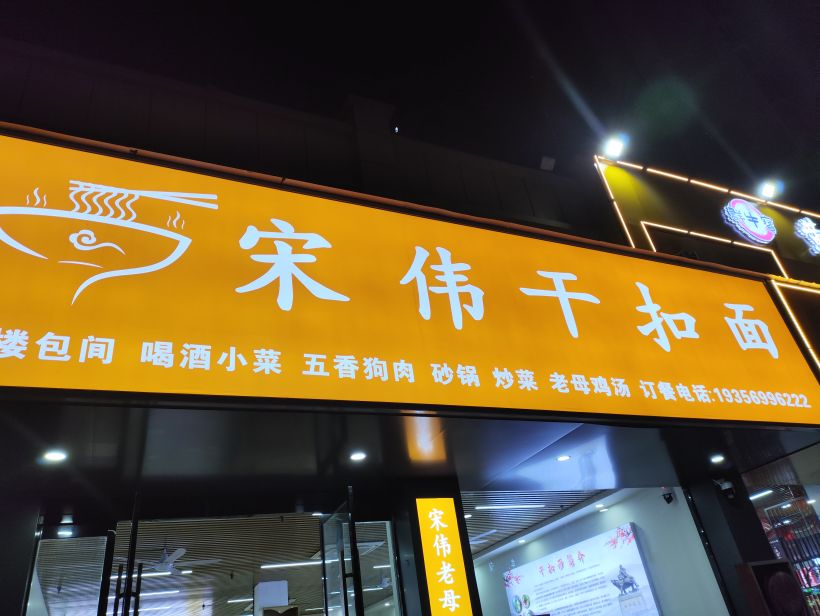 宋伟干扣面
楼包间 喝酒小菜 五香狗肉 砂锅 炒菜 老母鸡汤 订餐电话:19356996222
宋伟老母
干扣面简介